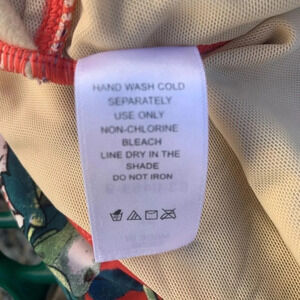 HAND WASH COLD
SEPARATELY
USE ONLY
NON-CHLORINE
BLEACH
LINE DRY IN THE
SHADE
DO NOT IRON